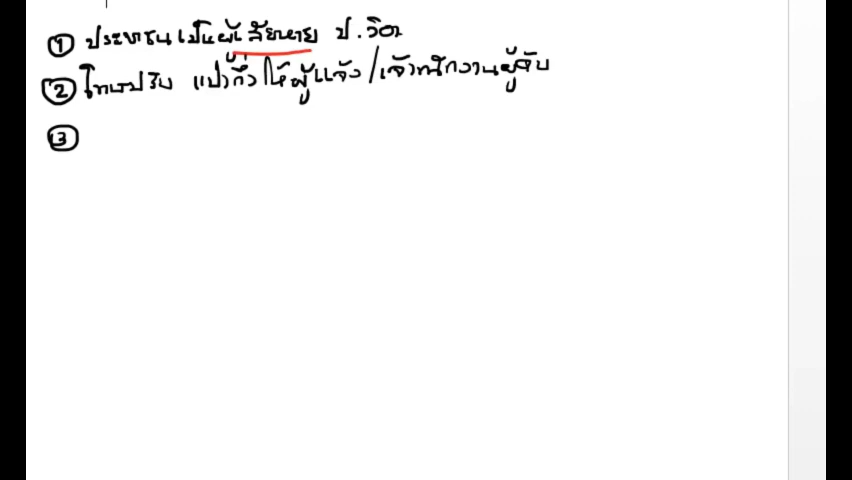 ① ประชาชนเป็นผู้เสียหาย ป.วิอา
② โทษปรับ แบ่งกึ่งให้ผู้แจ้ง/เจ้าพนักงานผู้จับ
③